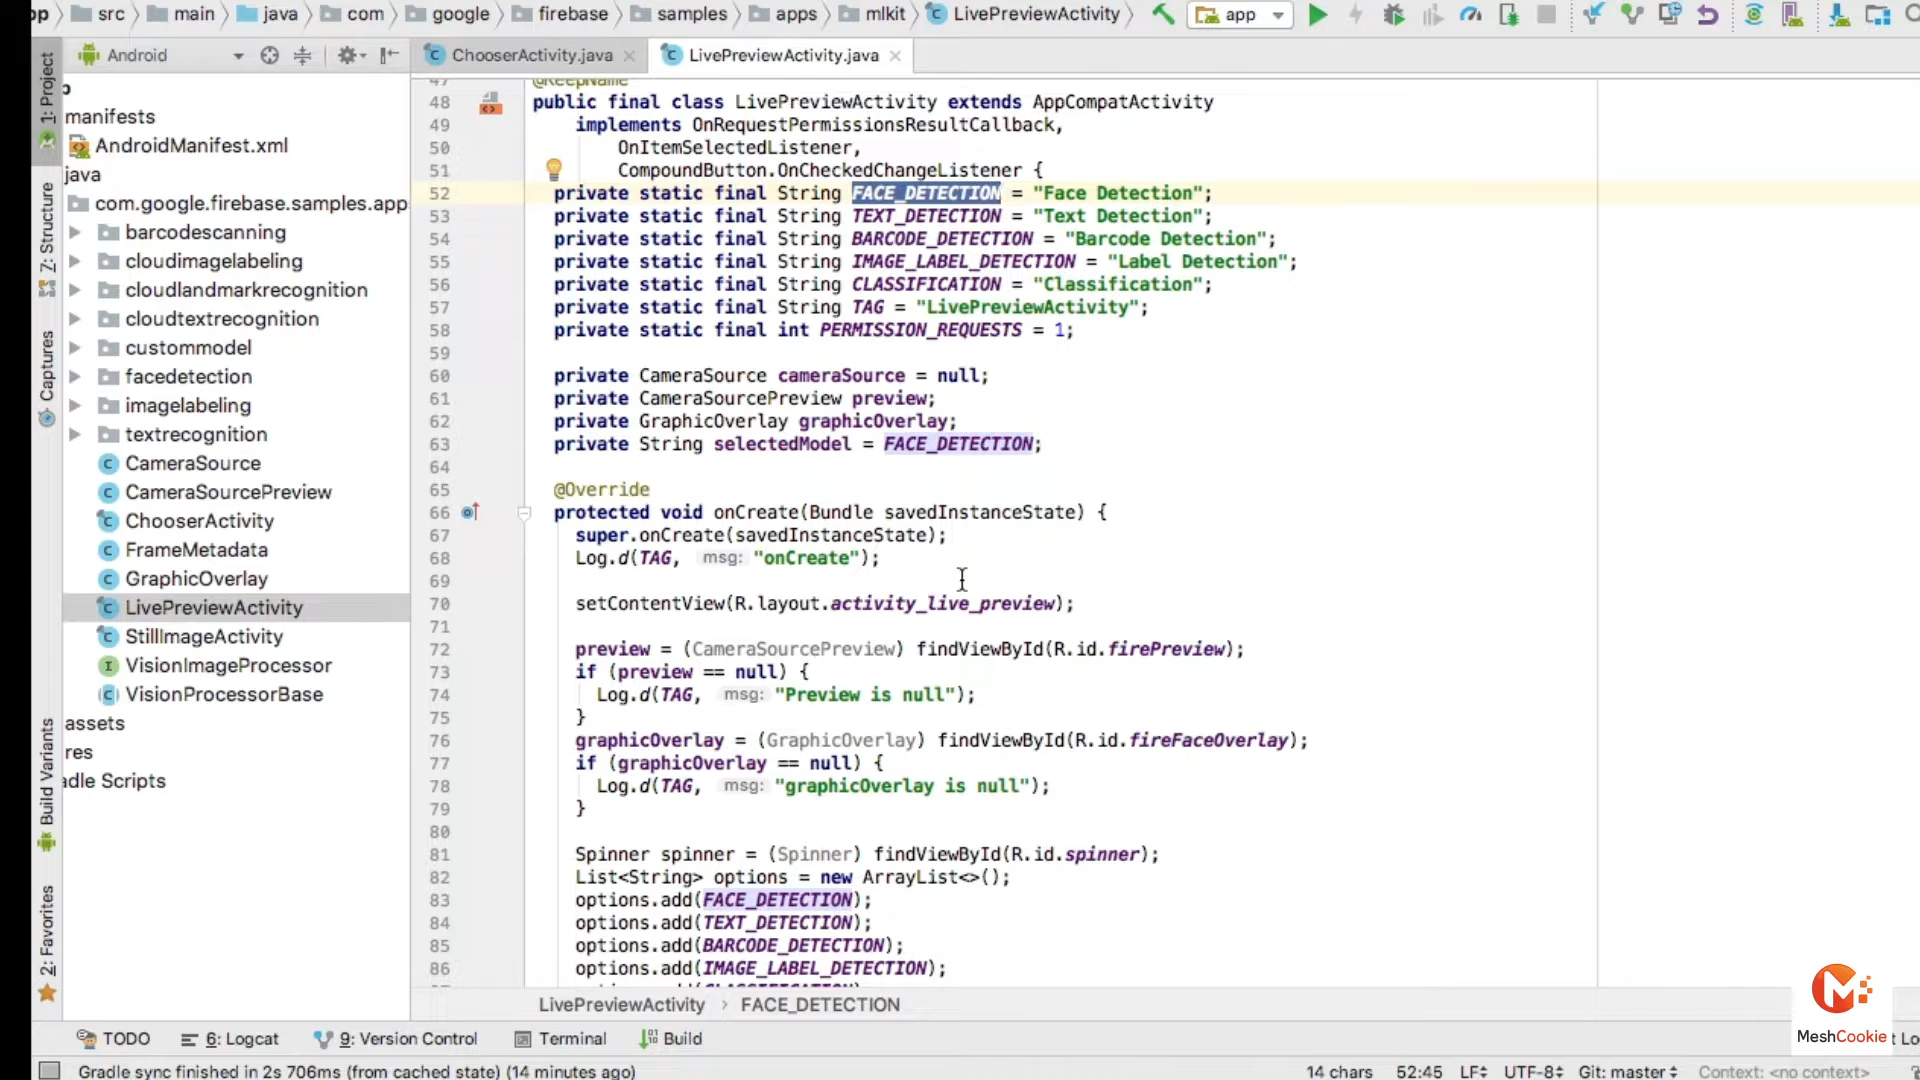 src main java com google firebase samples apps mlkit LivePreviewActivity app
Android
ChooserActivity.java
LivePreviewActivity.java
1: Project
Z: Structure
Captures
Build Variants
2: Favorites
manifests
AndroidManifest.xml
java
com.google.firebase.samples.app
barcodescanning
cloudimagelabeling
cloudlandmarkrecognition
cloudtextrecognition
custommodel
facedetection
imagelabeling
textrecognition
CameraSource
CameraSourcePreview
ChooserActivity
FrameMetadata
GraphicOverlay
LivePreviewActivity
StillImageActivity
VisionImageProcessor
VisionProcessorBase
assets
res
adle Scripts
47 @KeepName
48 public final class LivePreviewActivity extends AppCompatActivity
49 implements OnRequestPermissionsResultCallback,
50 OnItemSelectedListener,
51 CompoundButton.OnCheckedChangeListener {
52 private static final String FACE_DETECTION = "Face Detection";
53 private static final String TEXT_DETECTION = "Text Detection";
54 private static final String BARCODE_DETECTION = "Barcode Detection";
55 private static final String IMAGE_LABEL_DETECTION = "Label Detection";
56 private static final String CLASSIFICATION = "Classification";
57 private static final String TAG = "LivePreviewActivity";
58 private static final int PERMISSION_REQUESTS = 1;
59
60 private CameraSource cameraSource = null;
61 private CameraSourcePreview preview;
62 private GraphicOverlay graphicOverlay;
63 private String selectedModel = FACE_DETECTION;
64
65 @Override
66 protected void onCreate(Bundle savedInstanceState) {
67 super.onCreate(savedInstanceState);
68 Log.d(TAG, msg: "onCreate");
69
70 setContentView(R.layout.activity_live_preview);
71
72 preview = (CameraSourcePreview) findViewById(R.id.firePreview);
73 if (preview == null) {
74 Log.d(TAG, msg: "Preview is null");
75 }
76 graphicOverlay = (GraphicOverlay) findViewById(R.id.fireFaceOverlay);
77 if (graphicOverlay == null) {
78 Log.d(TAG, msg: "graphicOverlay is null");
79 }
80
81 Spinner spinner = (Spinner) findViewById(R.id.spinner);
82 List<String> options = new ArrayList<>();
83 options.add(FACE_DETECTION);
84 options.add(TEXT_DETECTION);
85 options.add(BARCODE_DETECTION);
86 options.add(IMAGE_LABEL_DETECTION);
LivePreviewActivity › FACE_DETECTION
MeshCookie
TODO 6: Logcat 9: Version Control Terminal Build
Gradle sync finished in 2s 706ms (from cached state) (14 minutes ago) 14 chars 52:45 LF UTF-8 Git: master Context: <no context>